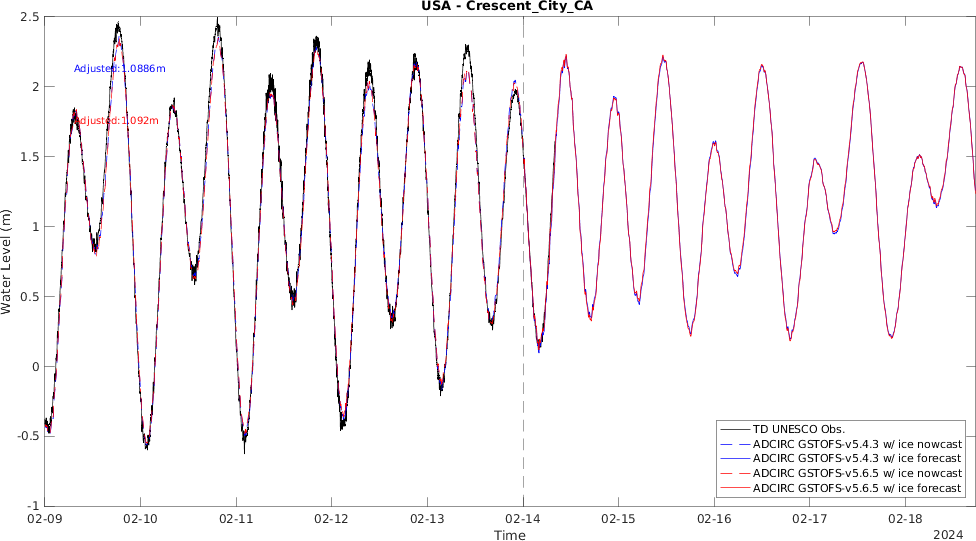 USA - Crescent_City_CA
2.5
2
1.5
1
0.5
0
-0.5
-1
Water Level (m)
Adjusted:1.0886m
Adjusted:1.092m
TD UNESCO Obs.
ADCIRC GSTOFS-v5.4.3 w/ ice nowcast
ADCIRC GSTOFS-v5.4.3 w/ ice forecast
ADCIRC GSTOFS-v5.6.5 w/ ice nowcast
ADCIRC GSTOFS-v5.6.5 w/ ice forecast
02-09 02-10 02-11 02-12 02-13 02-14 02-15 02-16 02-17 02-18
Time
2024